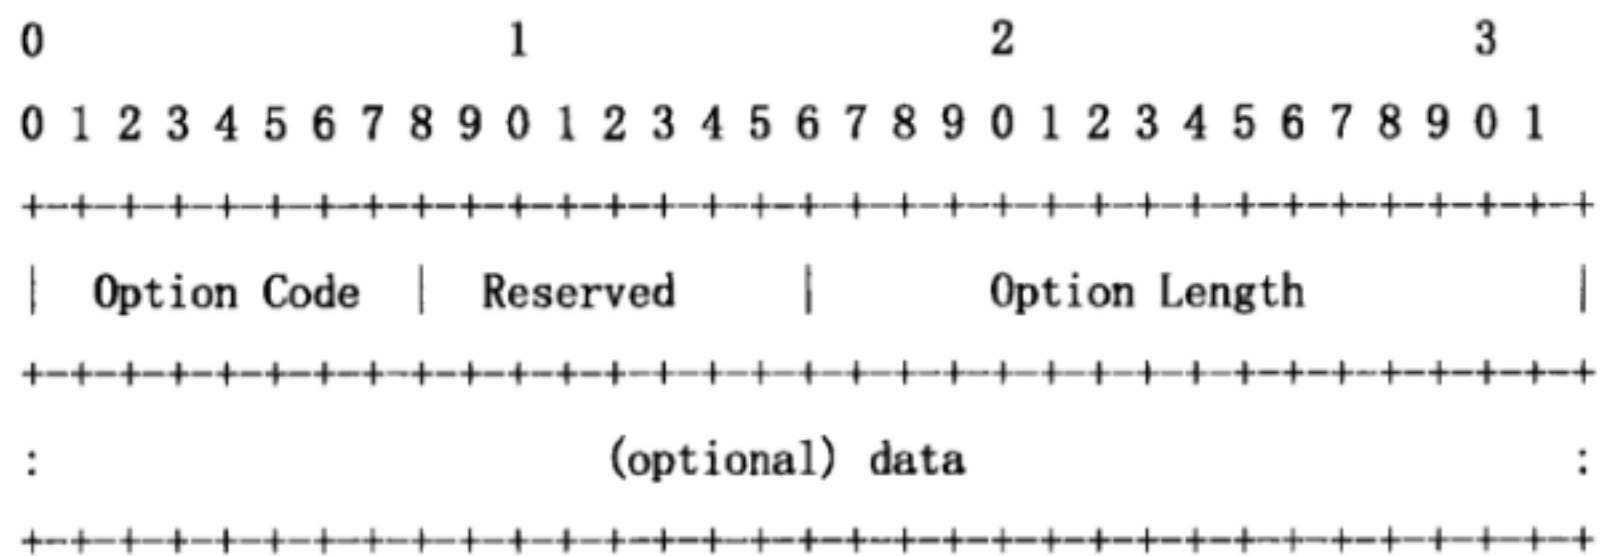 0                   1                   2                   3
0 1 2 3 4 5 6 7 8 9 0 1 2 3 4 5 6 7 8 9 0 1 2 3 4 5 6 7 8 9 0 1
+-+-+-+-+-+-+-+-+-+-+-+-+-+-+-+-+-+-+-+-+-+-+-+-+-+-+-+-+-+-+-+-+
|  Option Code  |  Reserved     |       Option Length           |
+-+-+-+-+-+-+-+-+-+-+-+-+-+-+-+-+-+-+-+-+-+-+-+-+-+-+-+-+-+-+-+-+
:                       (optional) data                         :
+-+-+-+-+-+-+-+-+-+-+-+-+-+-+-+-+-+-+-+-+-+-+-+-+-+-+-+-+-+-+-+-+